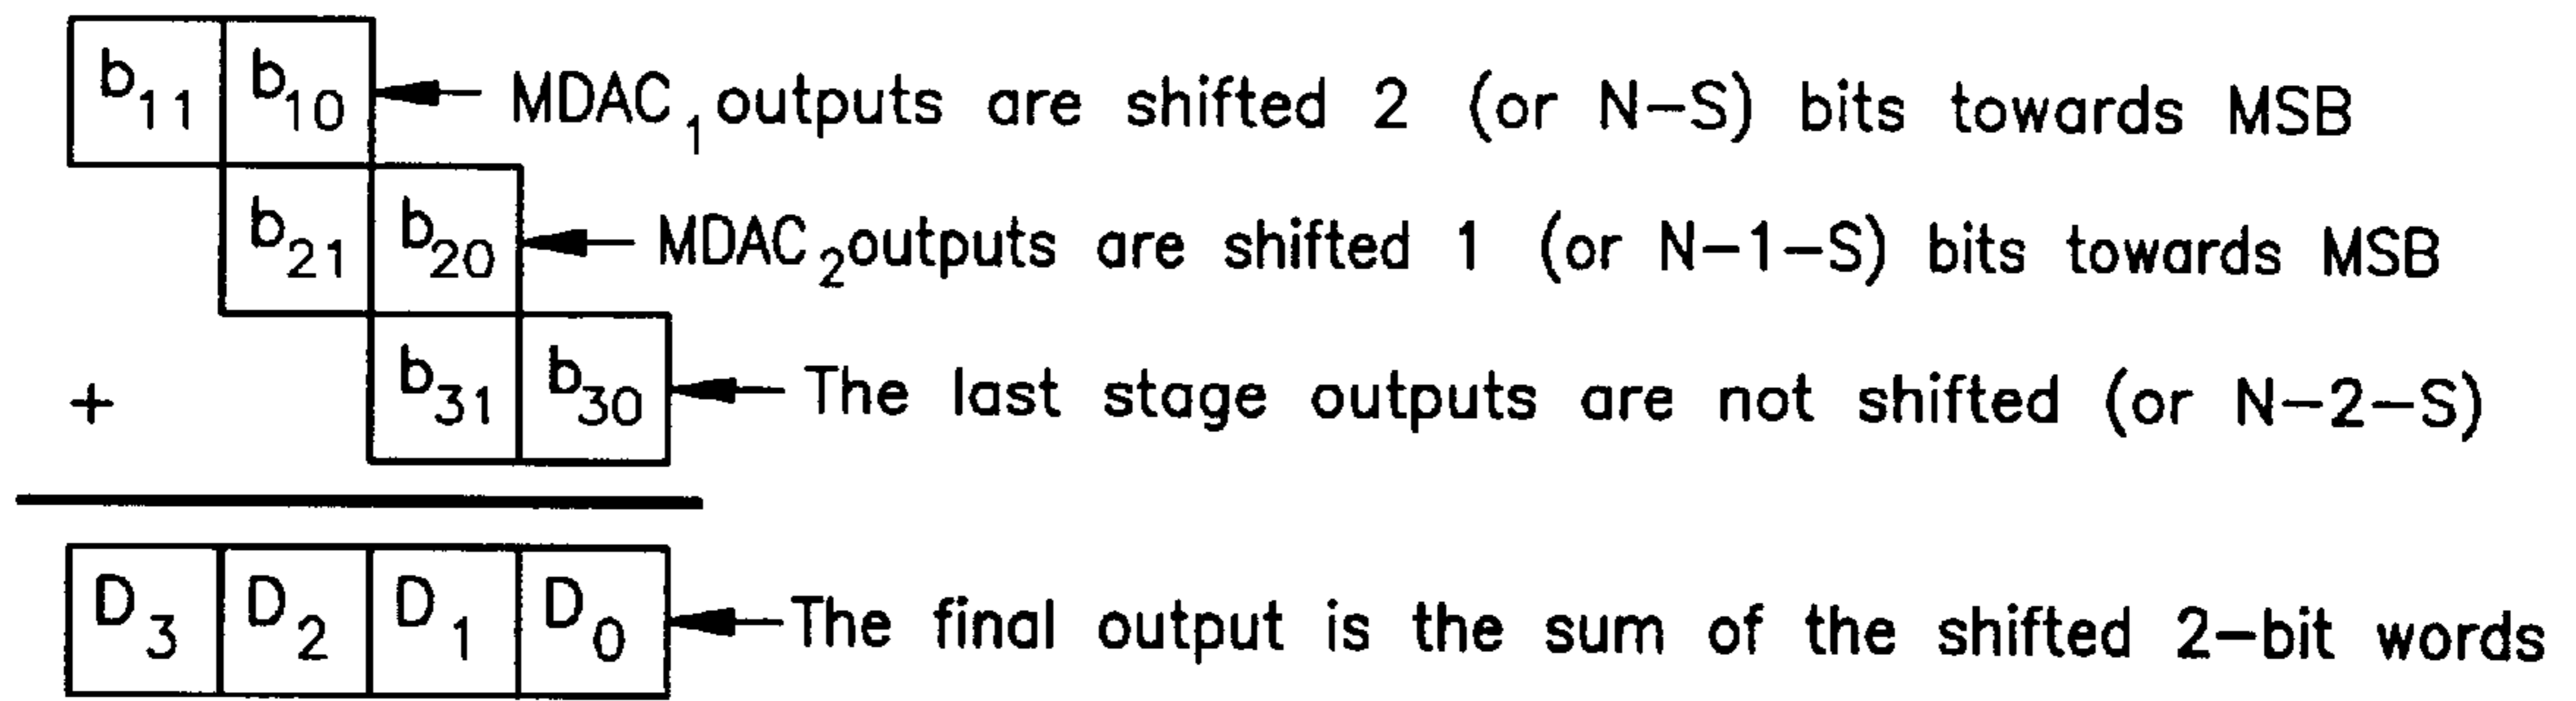 b11 b10 MDAC1 outputs are shifted 2 (or N-S) bits towards MSB
b21 b20 MDAC2 outputs are shifted 1 (or N-1-S) bits towards MSB
+ b31 b30 The last stage outputs are not shifted (or N-2-S)
D3 D2 D1 D0 The final output is the sum of the shifted 2-bit words